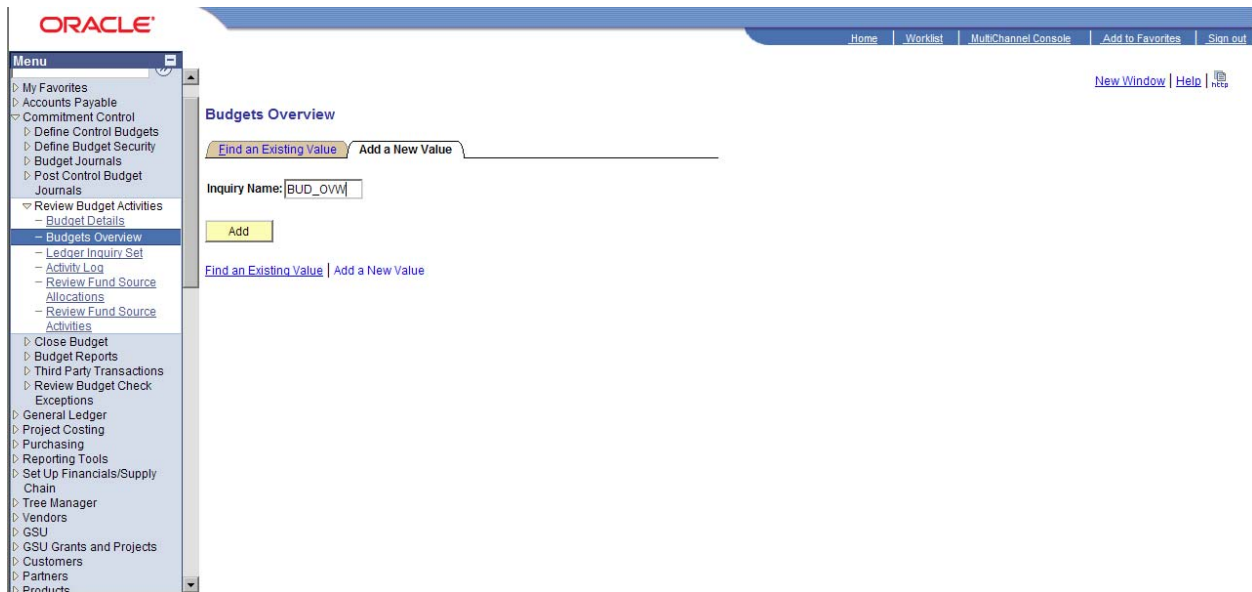 ORACLE
Home | Worklist | MultiChannel Console | Add to Favorites | Sign out
Menu
My Favorites
Accounts Payable
Commitment Control
Define Control Budgets
Define Budget Security
Budget Journals
Post Control Budget
Journals
Review Budget Activities
– Budget Details
– Budgets Overview
– Ledger Inquiry Set
– Activity Log
– Review Fund Source
Allocations
– Review Fund Source
Activities
Close Budget
Budget Reports
Third Party Transactions
Review Budget Check
Exceptions
General Ledger
Project Costing
Purchasing
Reporting Tools
Set Up Financials/Supply
Chain
Tree Manager
Vendors
GSU
GSU Grants and Projects
Customers
Partners
Products
New Window | Help | http
Budgets Overview
Find an Existing Value Add a New Value
Inquiry Name: BUD_OVW
Add
Find an Existing Value | Add a New Value